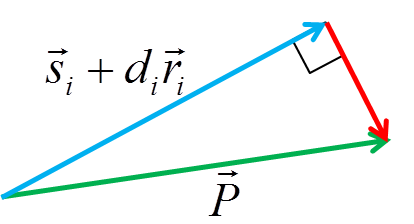 s⃗ᵢ + dᵢr⃗ᵢ
P⃗